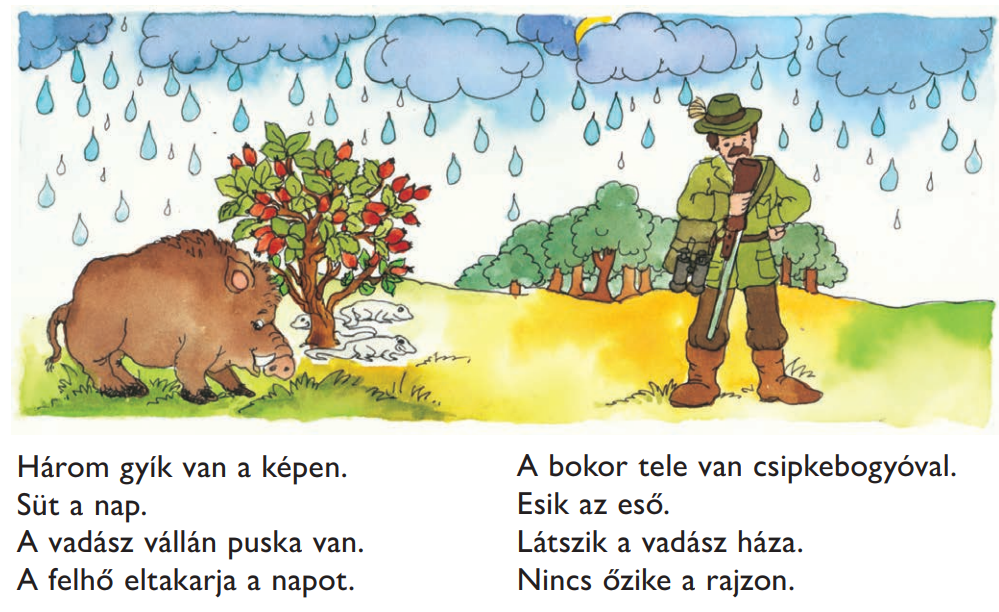 Három gyík van a képen.
Süt a nap.
A vadász vállán puska van.
A felhő eltakarja a napot.
A bokor tele van csipkebogyóval.
Esik az eső.
Látszik a vadász háza.
Nincs őzike a rajzon.